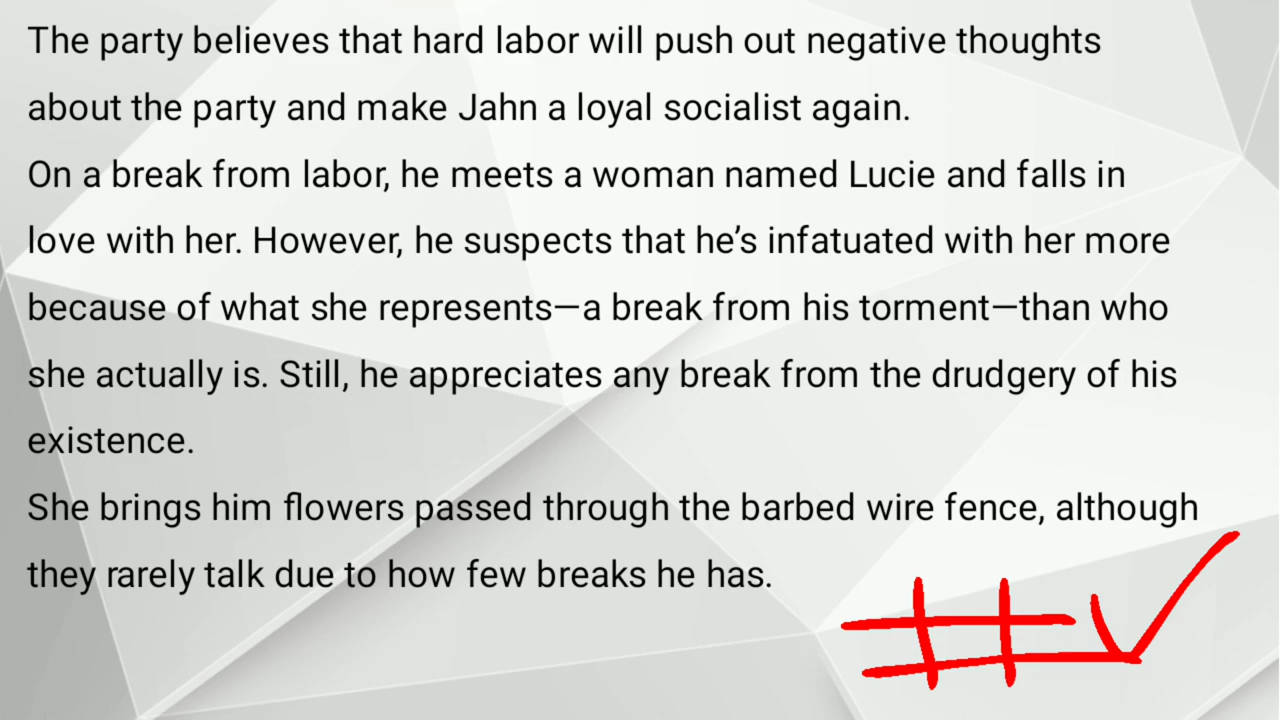 The party believes that hard labor will push out negative thoughts
about the party and make Jahn a loyal socialist again.
On a break from labor, he meets a woman named Lucie and falls in
love with her. However, he suspects that he’s infatuated with her more
because of what she represents—a break from his torment—than who
she actually is. Still, he appreciates any break from the drudgery of his
existence.
She brings him flowers passed through the barbed wire fence, although
they rarely talk due to how few breaks he has.